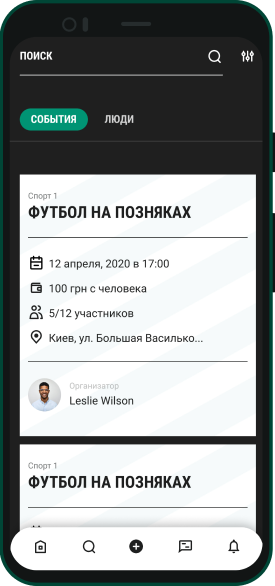 ПОИСК
СОБЫТИЯ ЛЮДИ
Спорт 1
ФУТБОЛ НА ПОЗНЯКАХ
12 апреля, 2020 в 17:00
100 грн с человека
5/12 участников
Киев, ул. Большая Василько...
Организатор
Leslie Wilson
Спорт 1
ФУТБОЛ НА ПОЗНЯКАХ